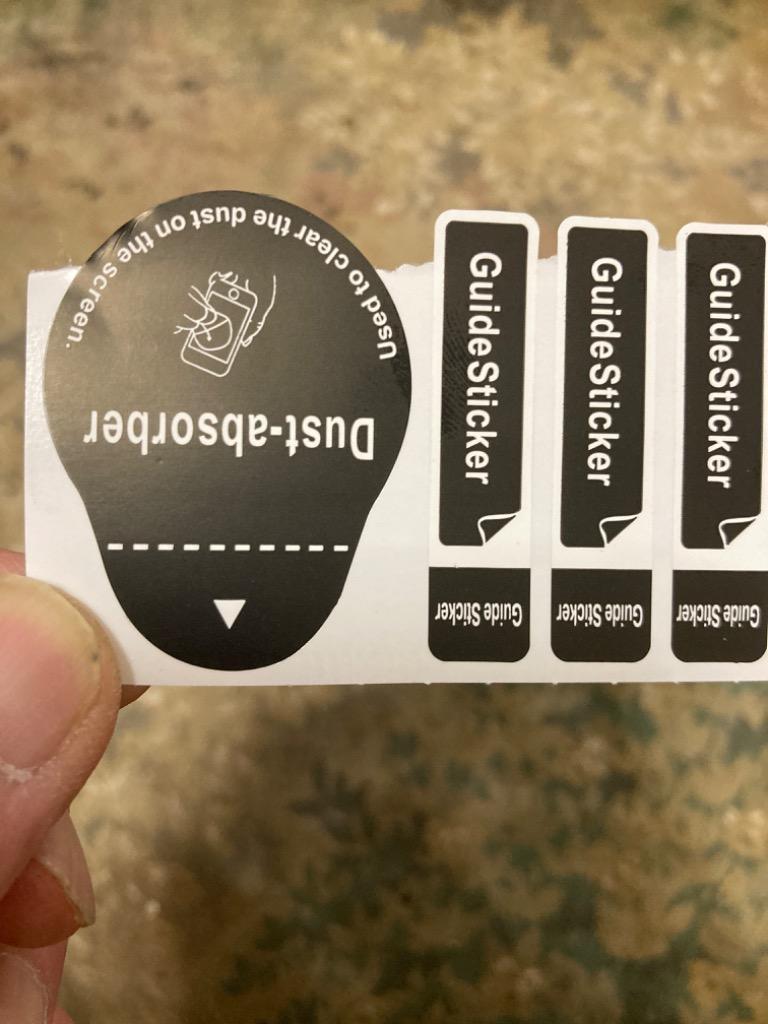 Used to clear the dust on the screen.
Dust-absorber
GuideSticker
Guide Sticker
GuideSticker
Guide Sticker
GuideSticker
Guide Sticker